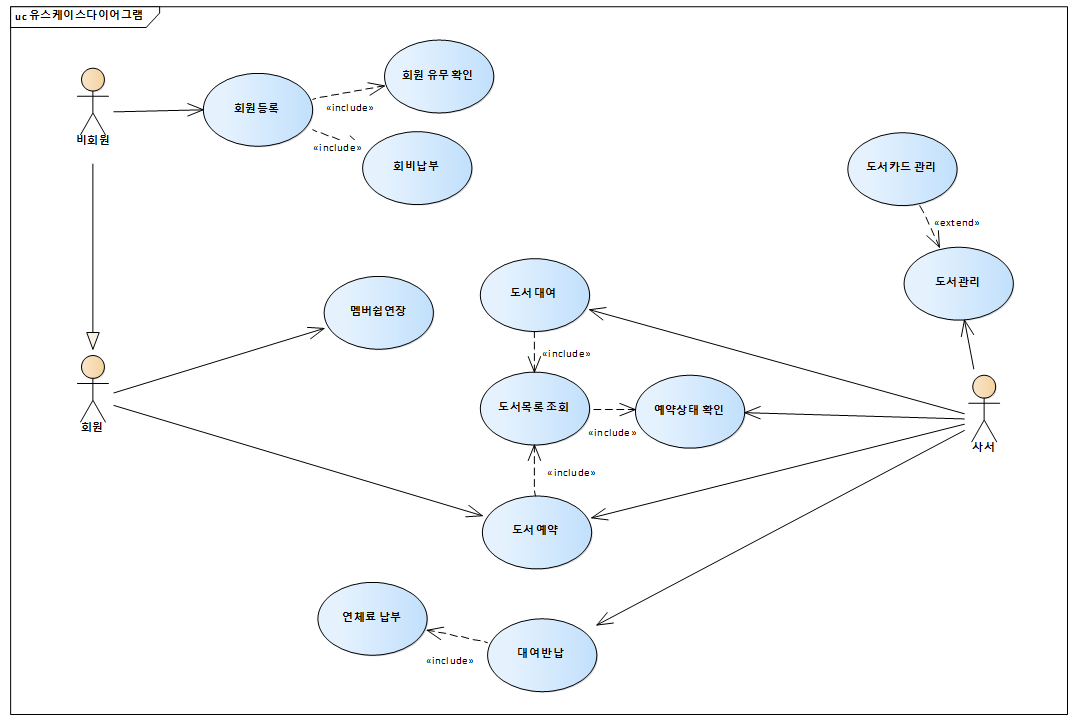 uc 유스케이스다이어그램
회원 유무 확인
회원등록
«include»
비회원
«include»
회비납부
도서카드 관리
«extend»
도서관리
도서 대여
멤버쉽연장
«include»
도서목록 조회
예약상태 확인
회원
«include»
사서
«include»
도서 예약
연체료 납부
대여반납
«include»